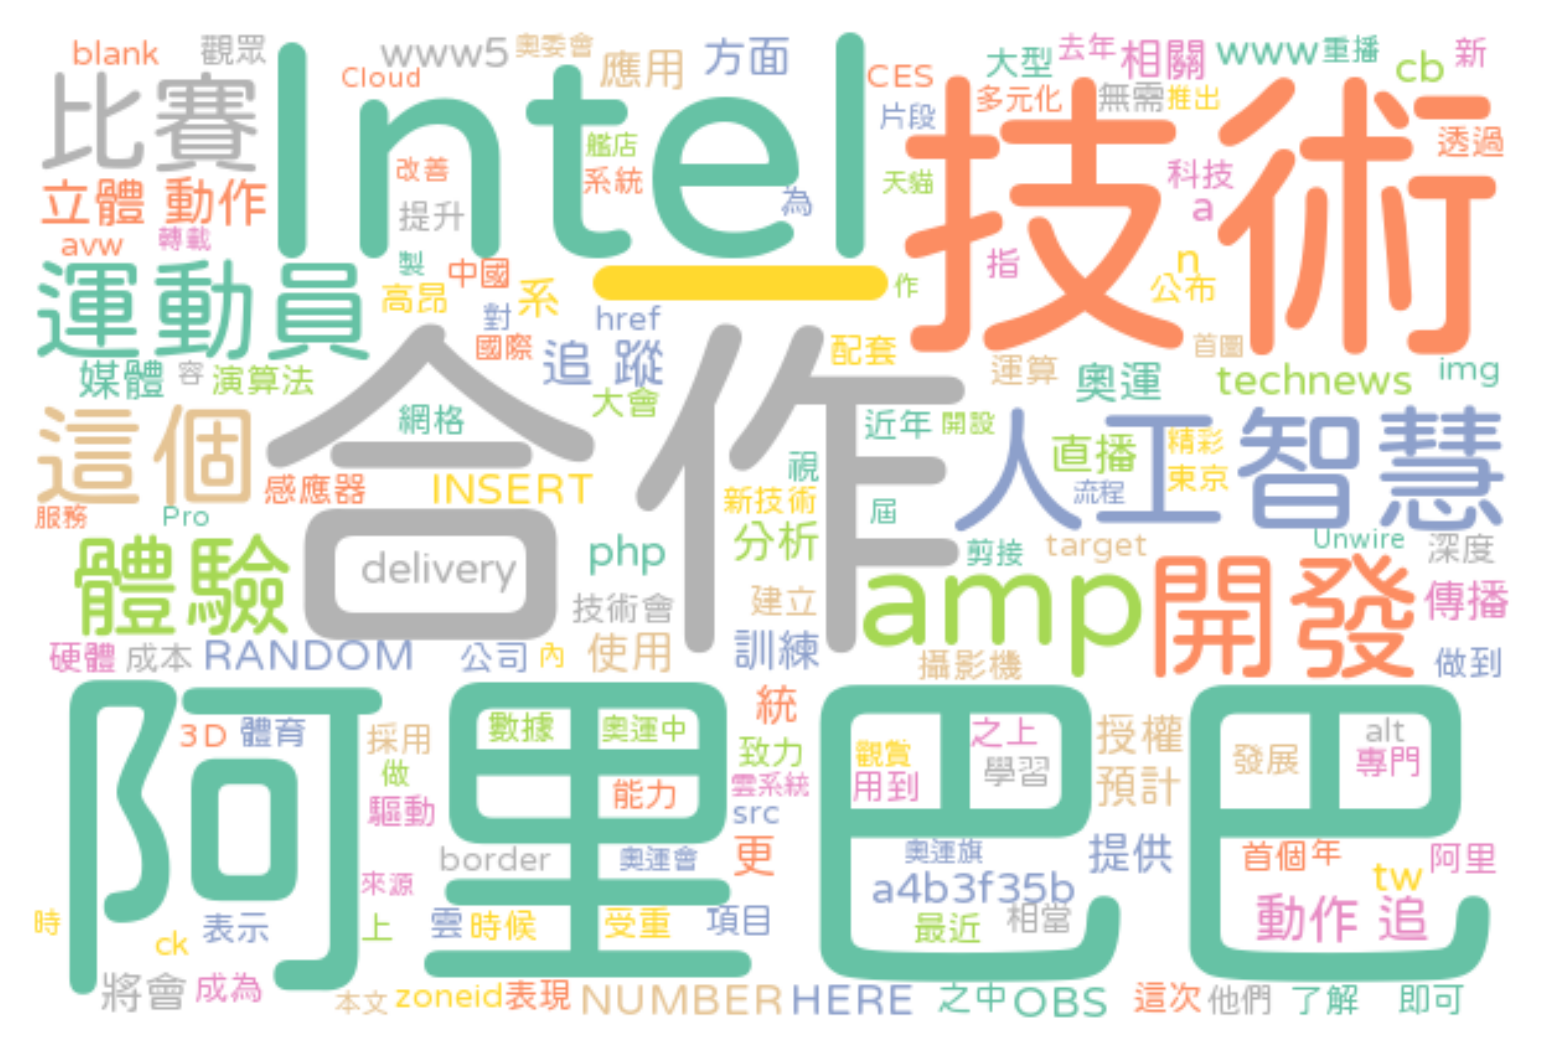 blank 觀眾 www5 奧委會 應用 方面 CES 大型 去年 相關 www 重播 cb 新
Cloud
比賽 Intel 技術
片段 多元化 無需 推出
艦店 透過
改善 系統 天貓 科技
立體 動作 提升 為 a
avw 轉載
運動員 製 中國 指 n
高昂 系 作 公布
對 href
國際 追 蹤 配套 運算 首圖
媒體 容 演算法 大會 奧運 technews img
合作
這個 網格 近年 開設 人工智慧
直播 精彩
視 流程 東京
感應器 INSERT 新技術
服務 Pro 屆
體驗 php 分析 剪接 target Unwire 深度
delivery
技術會 建立 amp 開發 傳播
硬體 成本 RANDOM 公司 內 使用 訓練 攝影機 做到
阿里巴巴
統
3D 體育 採用 數據 奧運中 致力 觀賞 之上 授權 alt
做 學習 發展 專門
能力 雲系統 用到 預計
驅動 src
border 奧運會 更 奧運旗 提供 首個 年 阿里
來源 a4b3f35b tw
時 表示 上 雲 時候 受重 項目 最近 相當 動作 追
ck
將會 成為 本文 zoneid 表現 NUMBER HERE 之中 OBS 這次 他們 了解 即可